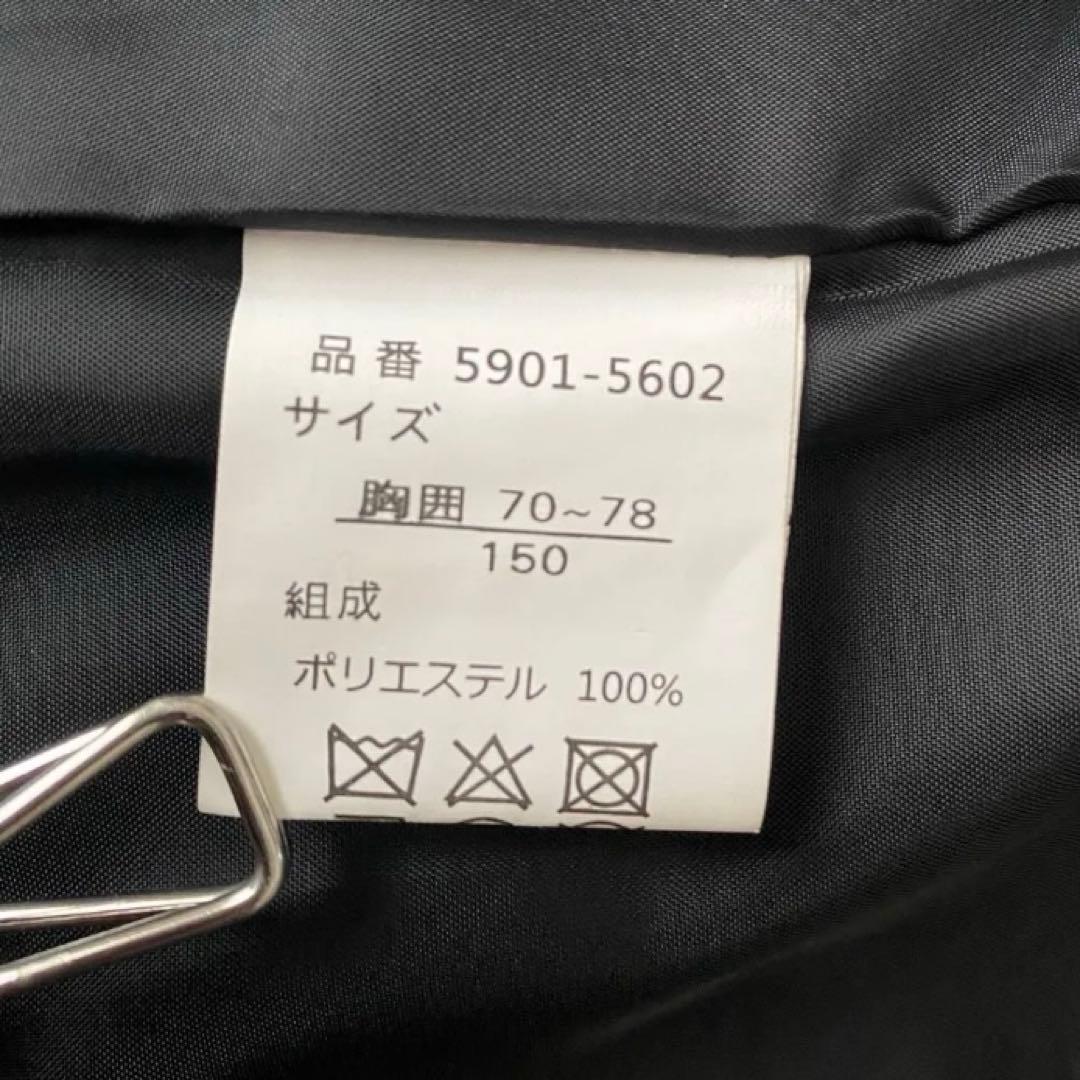 品番 5901-5602
サイズ
胸囲 70~78
150
組成
ポリエステル 100%